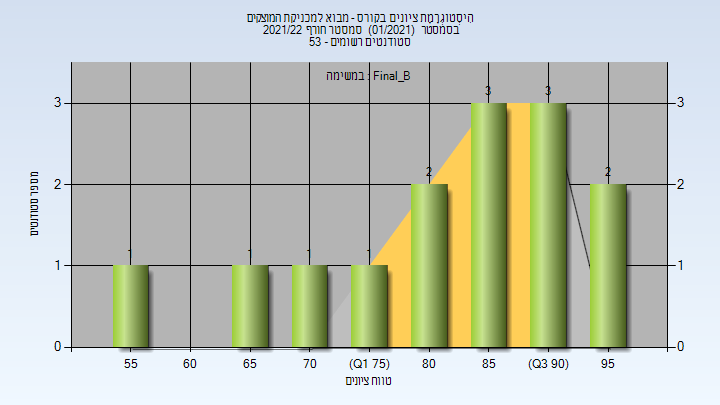 היסטוגרמת ציונים בקורס - מבוא למכניקת המוצקים
בסמסטר (01/2021) סמסטר חורף 2021/22
סטודנטים רשומים - 53
במשימה : Final_B
3 3
2 2
1 1
0 0
1 1 1 1 2 3 3 2
מספר סטודנטים
55 60 65 70 (Q1 75) 80 85 (Q3 90) 95
טווח ציונים